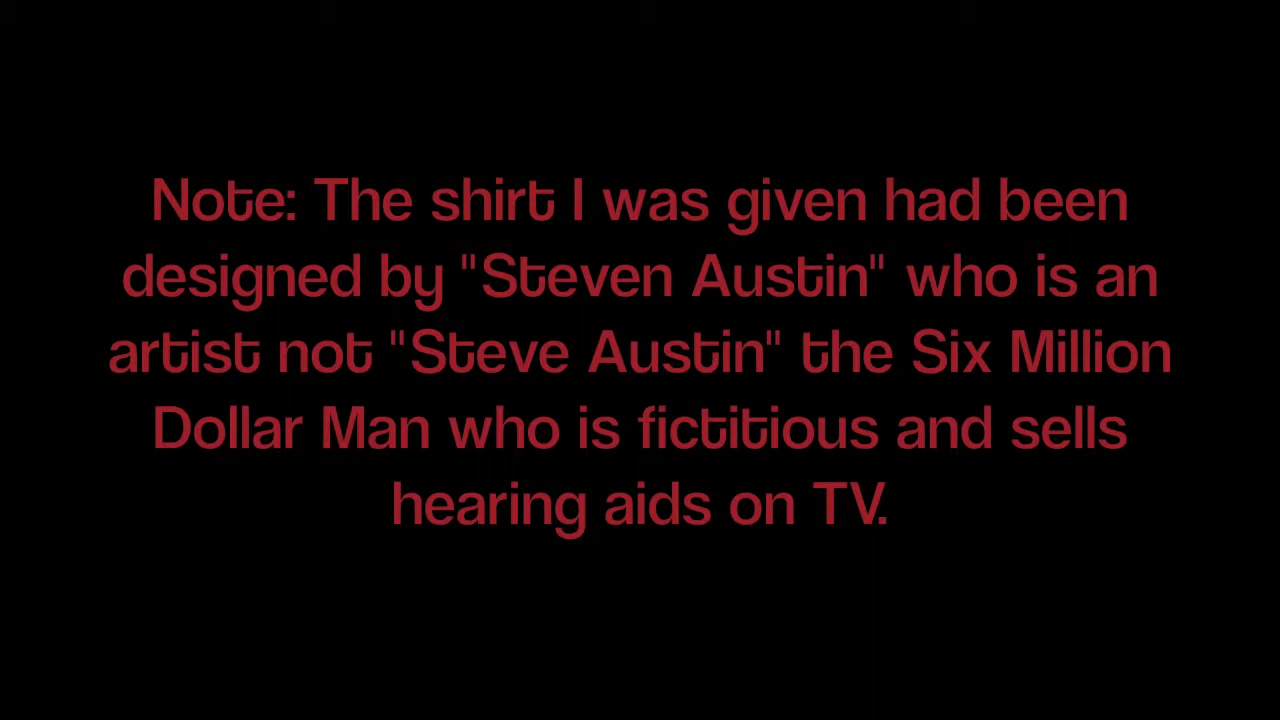 Note: The shirt I was given had been
designed by "Steven Austin" who is an
artist not "Steve Austin" the Six Million
Dollar Man who is fictitious and sells
hearing aids on TV.